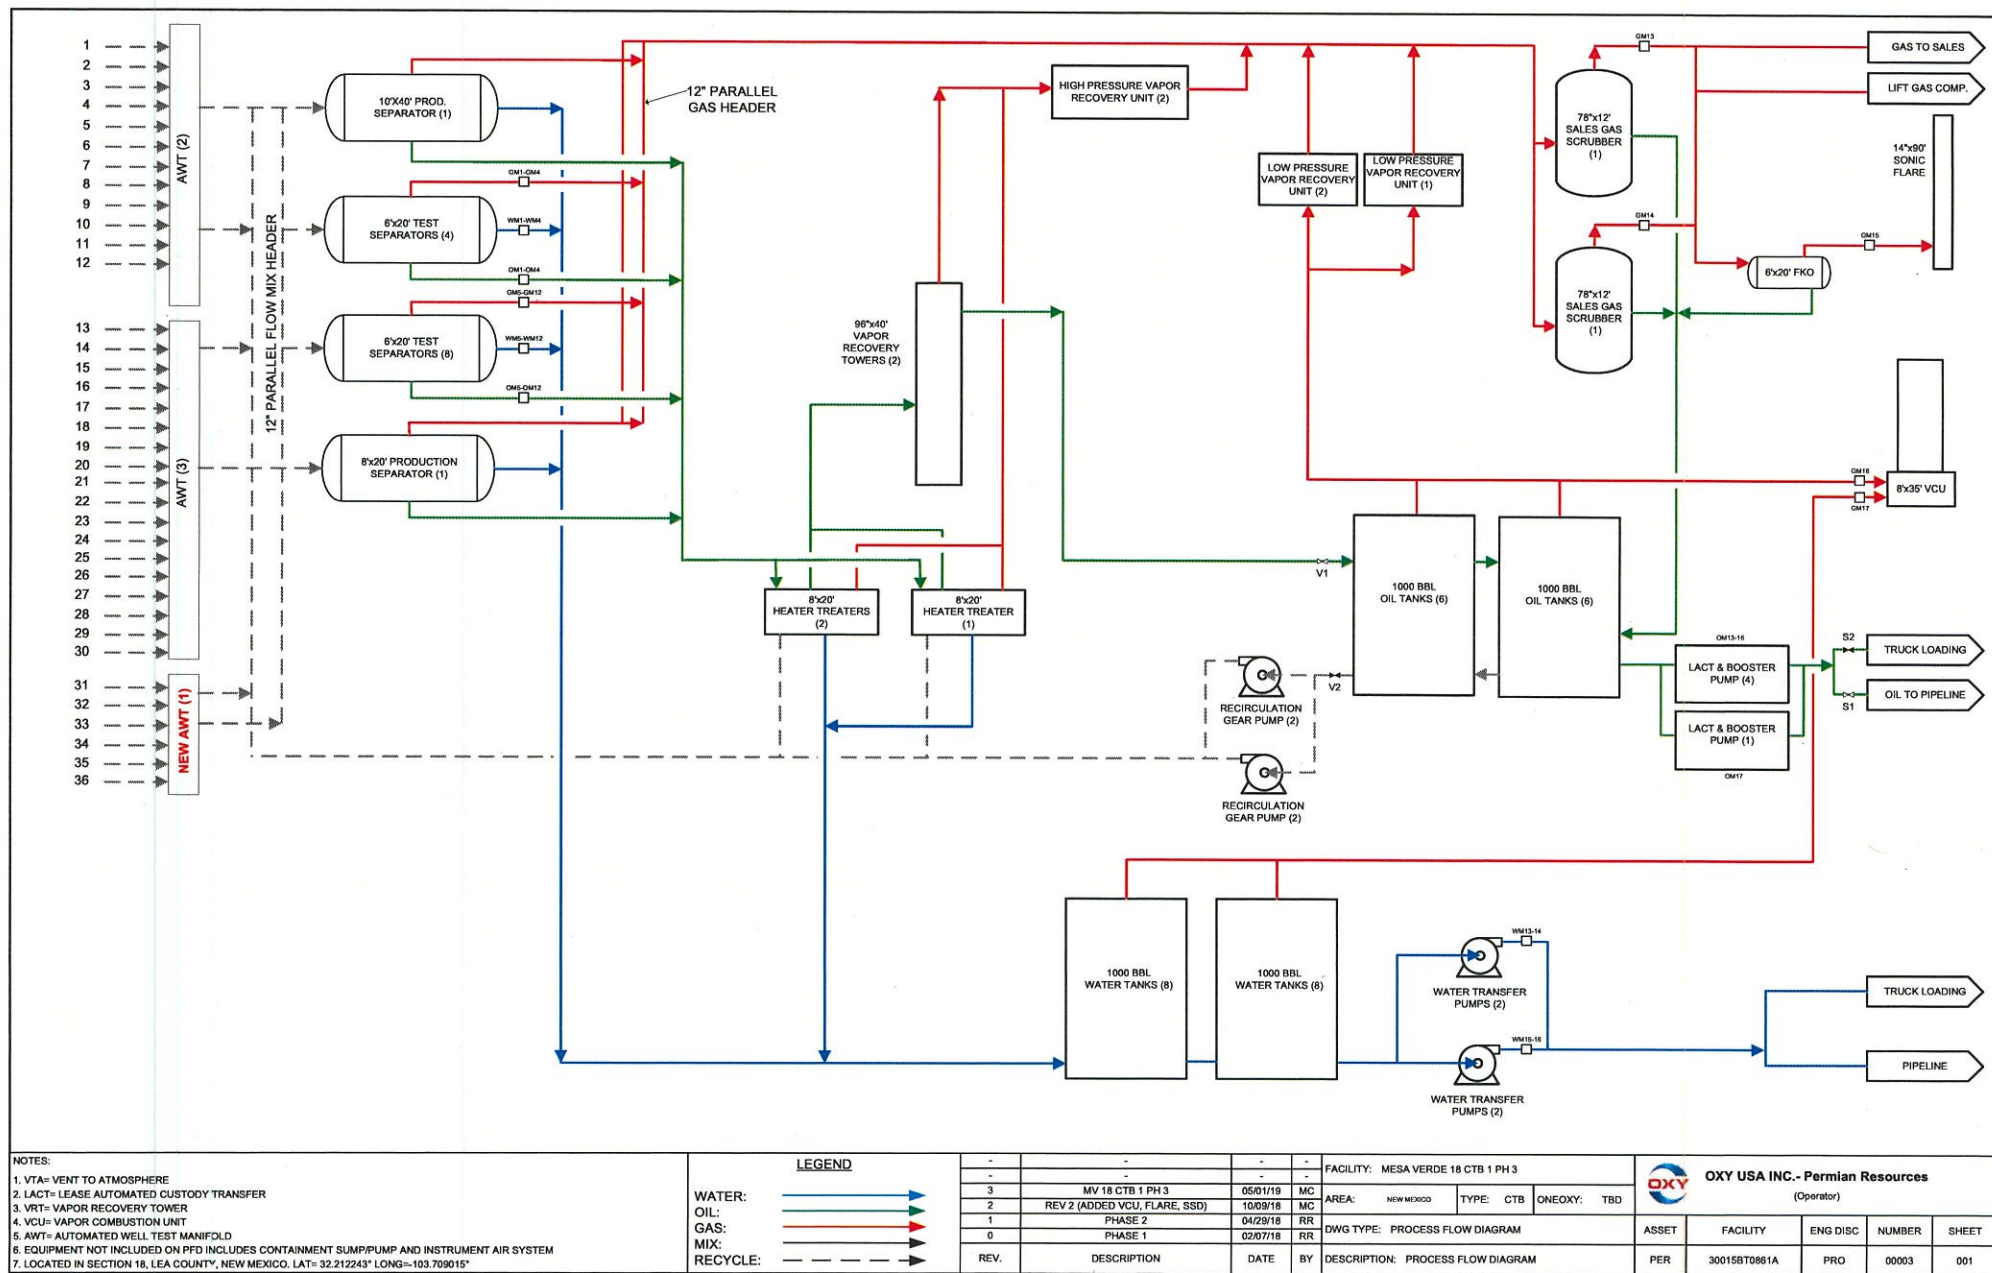 1
2
3
4
5
6
7
8
9
10
11
12
AWT (2)
13
14
15
16
17
18
19
20
21
22
23
24
25
26
27
28
29
30
AWT (3)
31
32
33
34
35
36
NEW AWT (1)
12" PARALLEL FLOW MIX HEADER
10'X40' PROD.
SEPARATOR (1)
GM1-GM4
6'x20' TEST
SEPARATORS (4)
WM1-WM4
OM1-OM4
GM5-GM12
6'x20' TEST
SEPARATORS (8)
WM5-WM12
OM5-OM12
8'x20' PRODUCTION
SEPARATOR (1)
12" PARALLEL
GAS HEADER
HIGH PRESSURE VAPOR
RECOVERY UNIT (2)
96"x40'
VAPOR
RECOVERY
TOWERS (2)
8'x20'
HEATER TREATERS
(2)
8'x20'
HEATER TREATER
(1)
LOW PRESSURE
VAPOR RECOVERY
UNIT (2)
LOW PRESSURE
VAPOR RECOVERY
UNIT (1)
GM13
78"x12'
SALES GAS
SCRUBBER
(1)
GM14
78"x12'
SALES GAS
SCRUBBER
(1)
GAS TO SALES
LIFT GAS COMP.
14"x90'
SONIC
FLARE
GM15
6'x20' FKO
GM16
GM17
8'x35' VCU
V1
1000 BBL
OIL TANKS (6)
1000 BBL
OIL TANKS (6)
V2
RECIRCULATION
GEAR PUMP (2)
RECIRCULATION
GEAR PUMP (2)
OM13-16
LACT & BOOSTER
PUMP (4)
LACT & BOOSTER
PUMP (1)
OM17
S2
TRUCK LOADING
OIL TO PIPELINE
S1
1000 BBL
WATER TANKS (8)
1000 BBL
WATER TANKS (8)
WM13-14
WATER TRANSFER
PUMPS (2)
WM15-16
WATER TRANSFER
PUMPS (2)
TRUCK LOADING
PIPELINE
NOTES:
1. VTA= VENT TO ATMOSPHERE
2. LACT= LEASE AUTOMATED CUSTODY TRANSFER
3. VRT= VAPOR RECOVERY TOWER
4. VCU= VAPOR COMBUSTION UNIT
5. AWT= AUTOMATED WELL TEST MANIFOLD
6. EQUIPMENT NOT INCLUDED ON PFD INCLUDES CONTAINMENT SUMP/PUMP AND INSTRUMENT AIR SYSTEM
7. LOCATED IN SECTION 18, LEA COUNTY, NEW MEXICO. LAT= 32.212243° LONG=-103.709015°
LEGEND
WATER:
OIL:
GAS:
MIX:
RECYCLE:
- - - -
- - - -
3 MV 18 CTB 1 PH 3 05/01/19 MC
2 REV 2 (ADDED VCU, FLARE, SSD) 10/09/18 MC
1 PHASE 2 04/29/18 RR
0 PHASE 1 02/07/18 RR
REV. DESCRIPTION DATE BY
FACILITY: MESA VERDE 18 CTB 1 PH 3
AREA: NEW MEXICO TYPE: CTB ONEOXY: TBD
DWG TYPE: PROCESS FLOW DIAGRAM
DESCRIPTION: PROCESS FLOW DIAGRAM
OXY
OXY USA INC.- Permian Resources
(Operator)
ASSET FACILITY ENG DISC NUMBER SHEET
PER 30015BT0861A PRO 00003 001